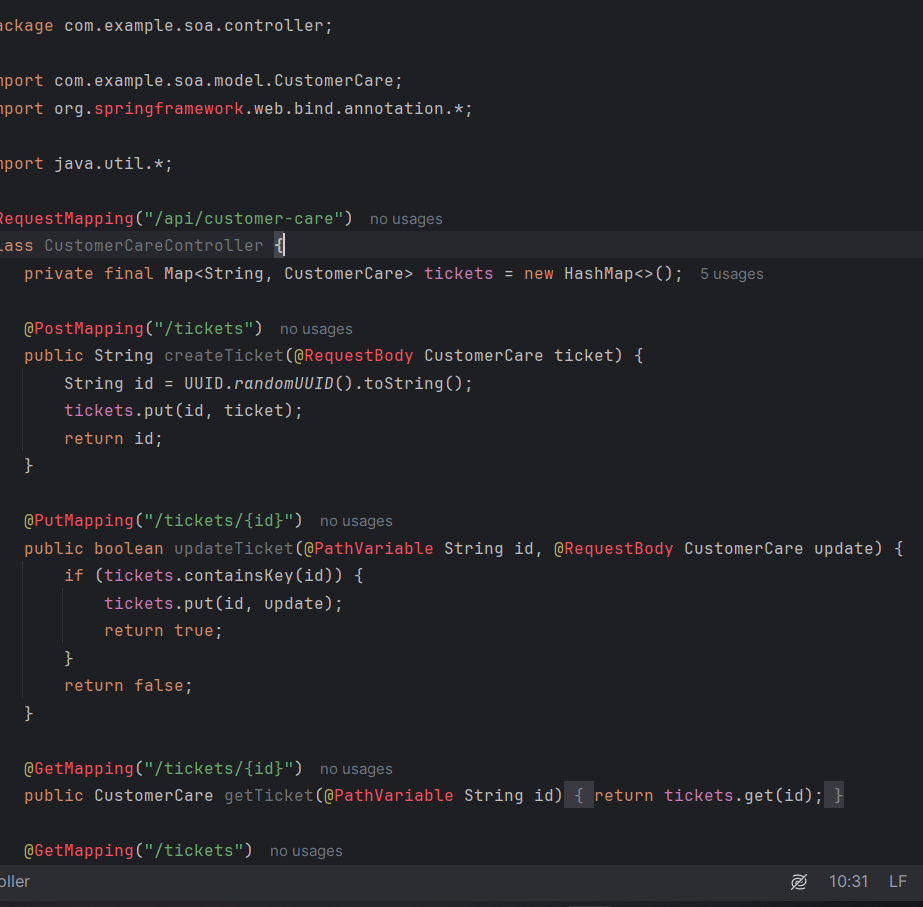 ackage com.example.soa.controller;
mport com.example.soa.model.CustomerCare;
mport org.springframework.web.bind.annotation.*;
mport java.util.*;
RequestMapping("/api/customer-care") no usages
lass CustomerCareController {
private final Map<String, CustomerCare> tickets = new HashMap<>(); 5 usages
@PostMapping("/tickets") no usages
public String createTicket(@RequestBody CustomerCare ticket) {
String id = UUID.randomUUID().toString();
tickets.put(id, ticket);
return id;
}
@PutMapping("/tickets/{id}") no usages
public boolean updateTicket(@PathVariable String id, @RequestBody CustomerCare update) {
if (tickets.containsKey(id)) {
tickets.put(id, update);
return true;
}
return false;
}
@GetMapping("/tickets/{id}") no usages
public CustomerCare getTicket(@PathVariable String id) { return tickets.get(id); }
@GetMapping("/tickets") no usages
oller 10:31 LF